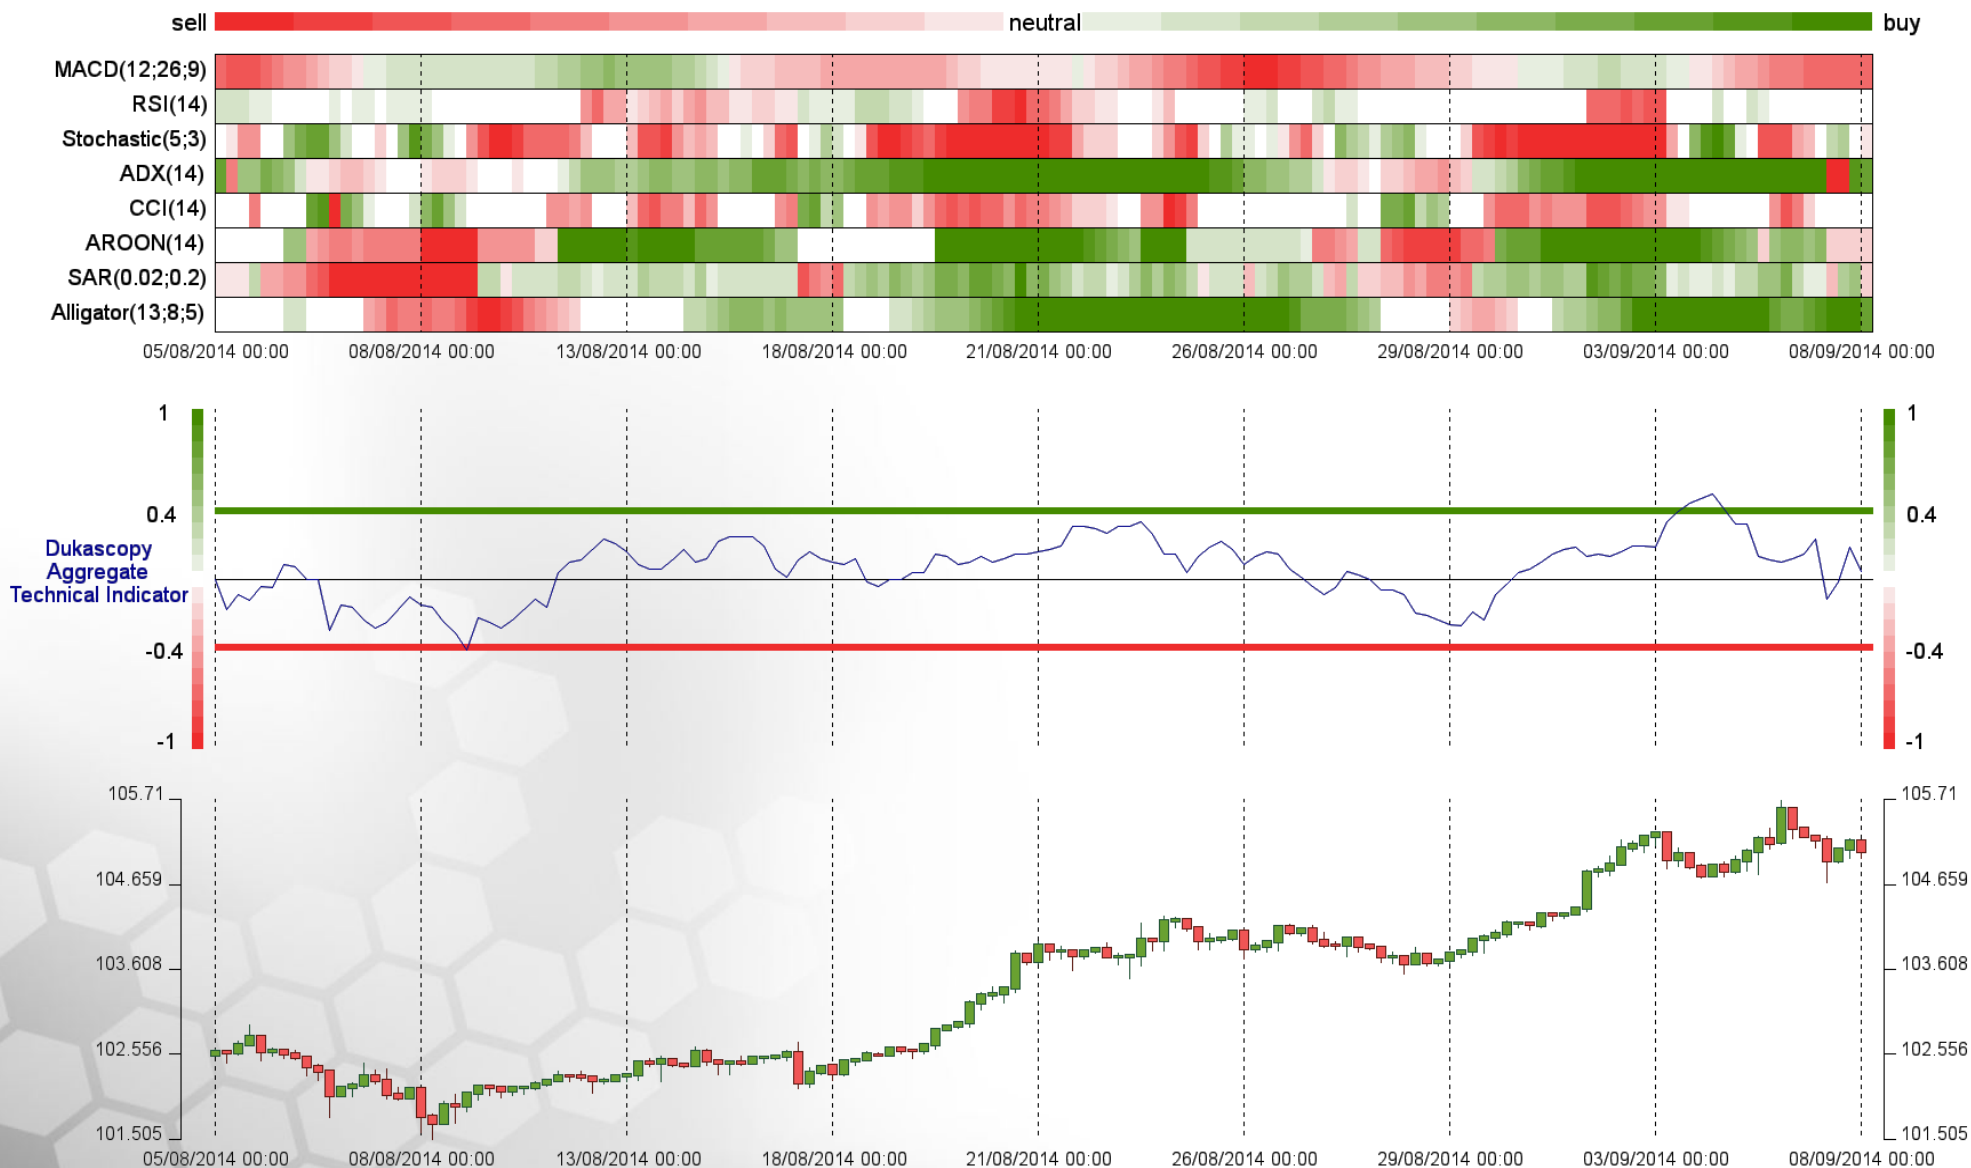 sell neutral buy
MACD(12;26;9)
RSI(14)
Stochastic(5;3)
ADX(14)
CCI(14)
AROON(14)
SAR(0.02;0.2)
Alligator(13;8;5)
05/08/2014 00:00 08/08/2014 00:00 13/08/2014 00:00 18/08/2014 00:00 21/08/2014 00:00 26/08/2014 00:00 29/08/2014 00:00 03/09/2014 00:00 08/09/2014 00:00
1 1
0.4 0.4
Dukascopy
Aggregate
Technical Indicator
-0.4 -0.4
-1 -1
105.71 105.71
104.659 104.659
103.608 103.608
102.556 102.556
101.505 101.505
05/08/2014 00:00 08/08/2014 00:00 13/08/2014 00:00 18/08/2014 00:00 21/08/2014 00:00 26/08/2014 00:00 29/08/2014 00:00 03/09/2014 00:00 08/09/2014 00:00